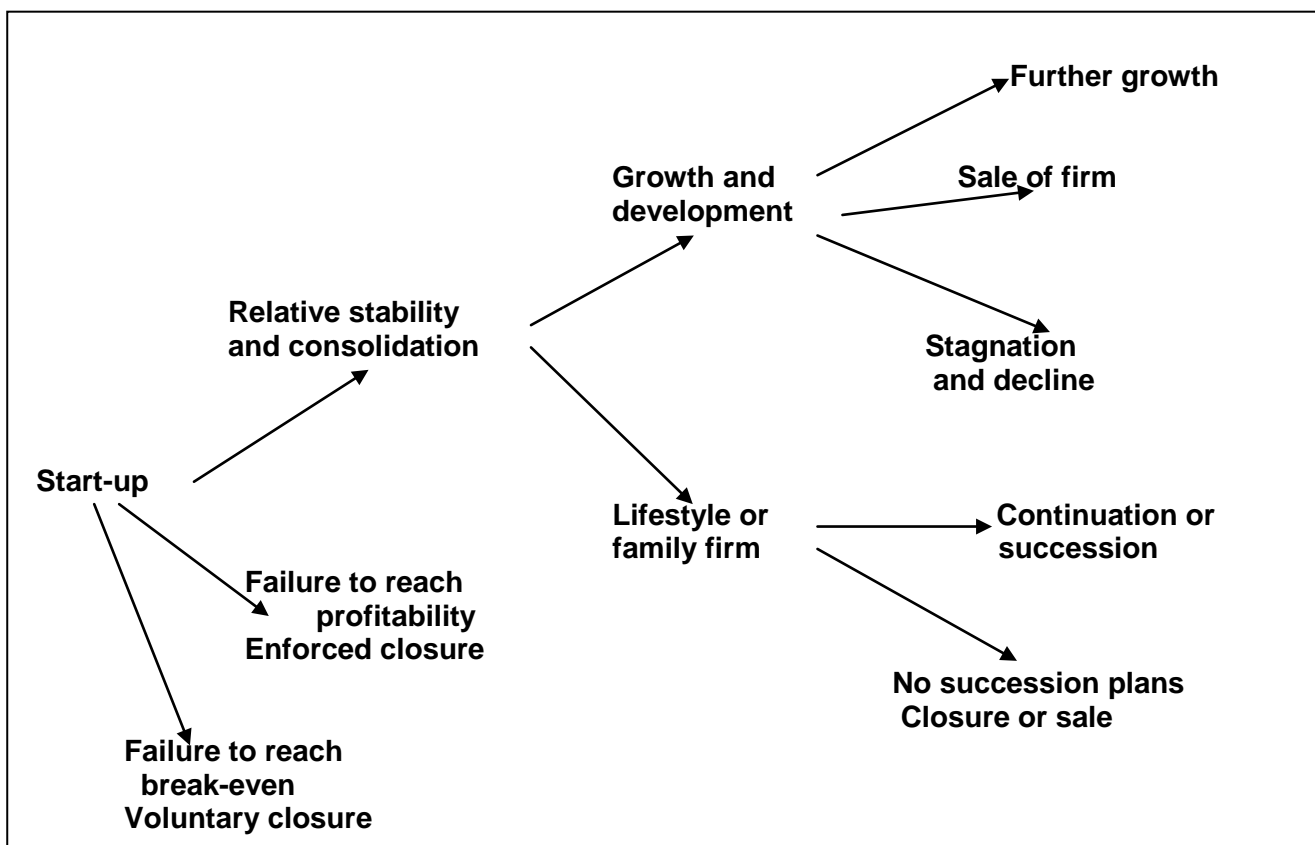 Further growth
Growth and
development
Sale of firm
Relative stability
and consolidation
Stagnation
and decline
Start-up
Lifestyle or
family firm
Continuation or
succession
Failure to reach
profitability
Enforced closure
No succession plans
Closure or sale
Failure to reach
break-even
Voluntary closure